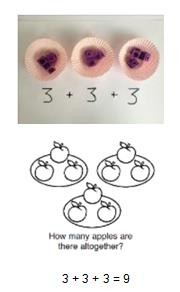 3 + 3 + 3
How many apples are
there altogether?
3 + 3 + 3 = 9